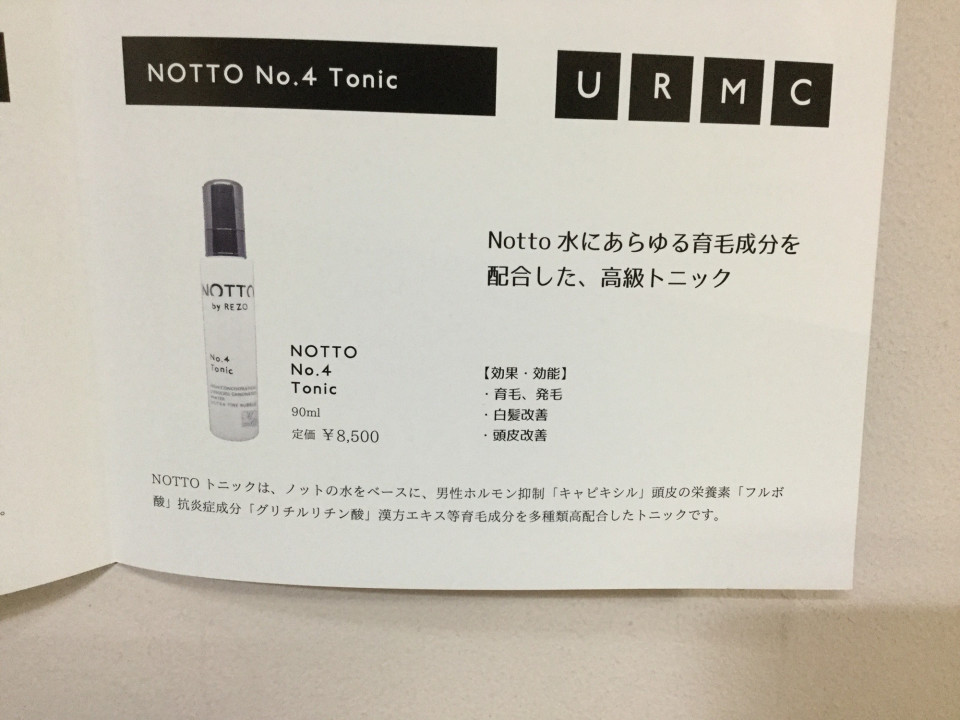 NOTTO No.4 Tonic
U R M C
Notto 水にあらゆる育毛成分を
配合した、高級トニック
NOTTO
by REZO
No.4
Tonic
NOTTO
No.4
Tonic
90ml
定価 ¥8,500
【効果・効能】
・育毛、発毛
・白髪改善
・頭皮改善
NOTTO トニックは、ノットの水をベースに、男性ホルモン抑制「キャピキシル」頭皮の栄養素「フルボ
酸」抗炎症成分「グリチルリチン酸」漢方エキス等育毛成分を多種類高配合したトニックです。
。